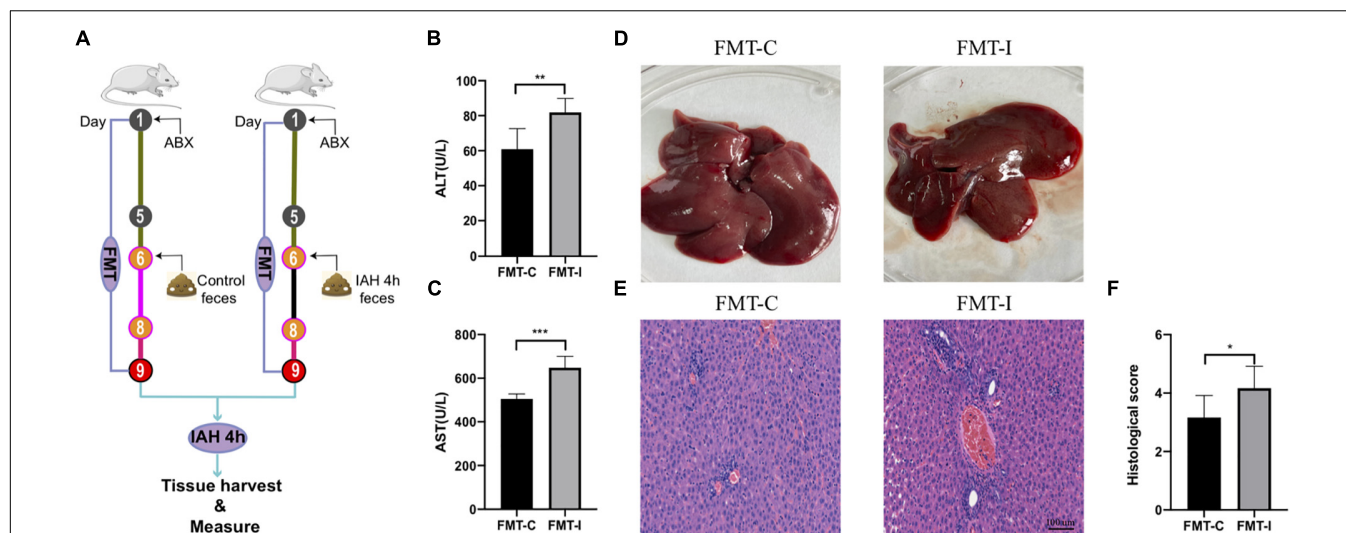 A
Day
1
ABX
5
FMT
6
Control
feces
8
9
Day
1
ABX
5
FMT
6
IAH 4h
feces
8
9
IAH 4h
Tissue harvest
&
Measure
B
ALT(U/L)
100
80
60
40
20
0
**
FMT-C
FMT-I
C
AST(U/L)
800
600
400
200
0
***
FMT-C
FMT-I
D
FMT-C
FMT-I
E
FMT-C
FMT-I
100um
F
Histological score
6
4
2
0
*
FMT-C
FMT-I